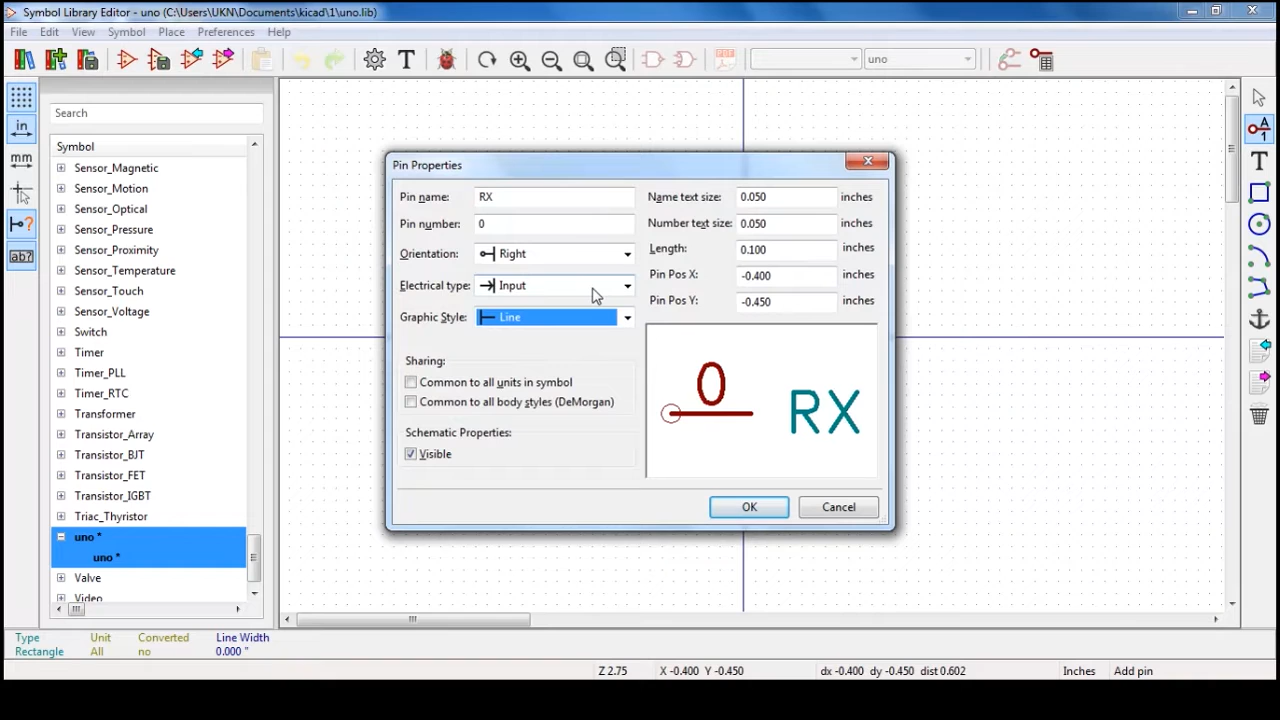 Symbol Library Editor - uno (C:\Users\UKN\Documents\kicad\1\uno.lib)
File Edit View Symbol Place Preferences Help
T PDF uno
in
mm
ab?
Search
Symbol
Sensor_Magnetic
Sensor_Motion
Sensor_Optical
Sensor_Pressure
Sensor_Proximity
Sensor_Temperature
Sensor_Touch
Sensor_Voltage
Switch
Timer
Timer_PLL
Timer_RTC
Transformer
Transistor_Array
Transistor_BJT
Transistor_FET
Transistor_IGBT
Triac_Thyristor
uno *
uno *
Valve
Video
Pin Properties
Pin name: RX
Pin number: 0
Orientation: Right
Electrical type: Input
Graphic Style: Line
Sharing:
Common to all units in symbol
Common to all body styles (DeMorgan)
Schematic Properties:
Visible
Name text size: 0.050 inches
Number text size: 0.050 inches
Length: 0.100 inches
Pin Pos X: -0.400 inches
Pin Pos Y: -0.450 inches
0
RX
OK Cancel
A
1
T
Type Unit Converted Line Width
Rectangle All no 0.000 "
Z 2.75 X -0.400 Y -0.450 dx -0.400 dy -0.450 dist 0.602 Inches Add pin